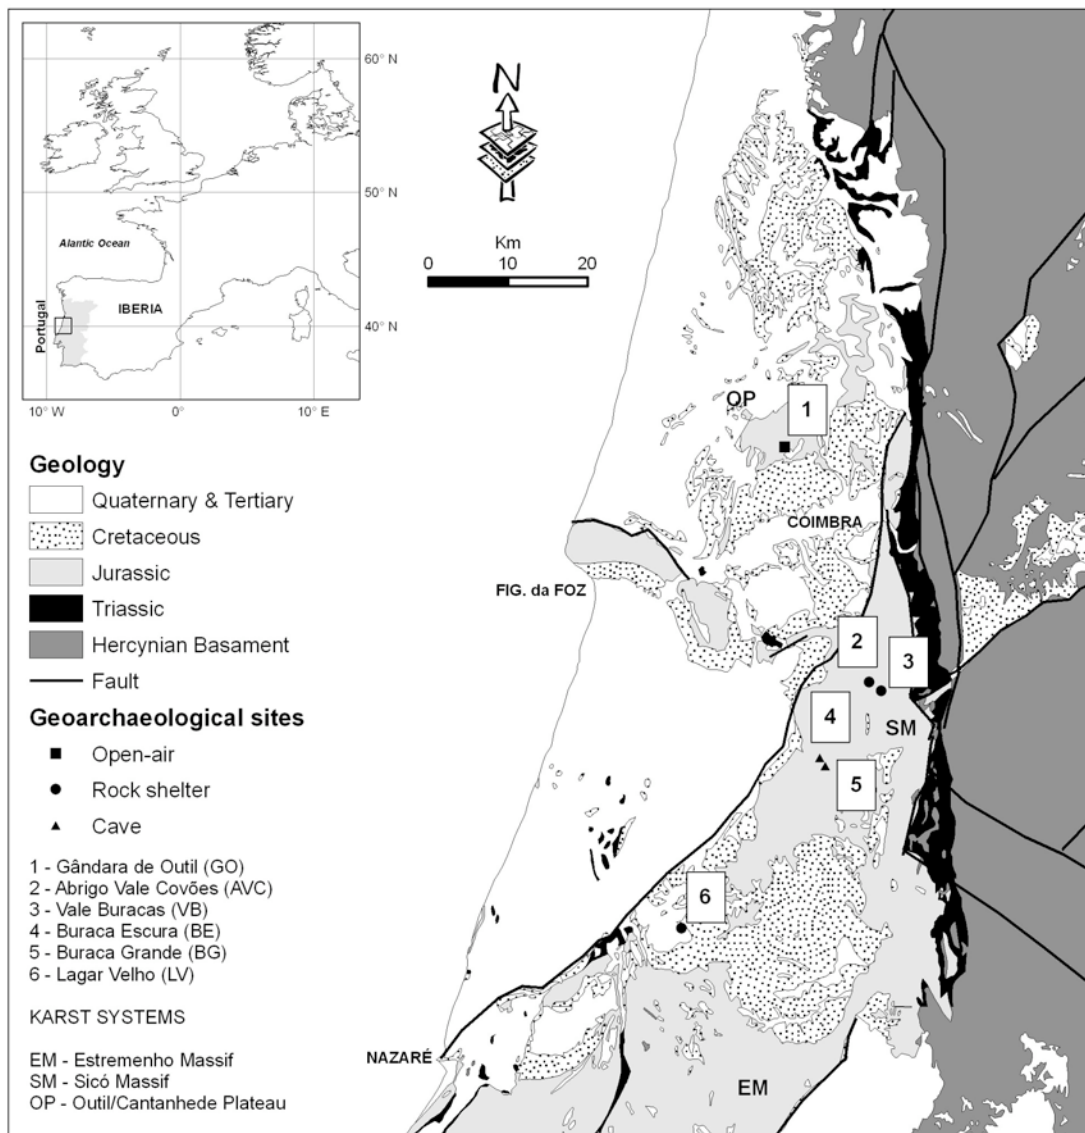 60° N
50° N
Alantic Ocean
IBERIA
Portugal
40° N
10° W
0°
10° E
N
Km
0
10
20
Geology
Quaternary & Tertiary
Cretaceous
Jurassic
Triassic
Hercynian Basament
Fault
Geoarchaeological sites
Open-air
Rock shelter
Cave
1 - Gândara de Outil (GO)
2 - Abrigo Vale Covões (AVC)
3 - Vale Buracas (VB)
4 - Buraca Escura (BE)
5 - Buraca Grande (BG)
6 - Lagar Velho (LV)
KARST SYSTEMS
EM - Estremenho Massif
SM - Sicó Massif
OP - Outil/Cantanhede Plateau
OP
1
COIMBRA
FIG. da FOZ
2
3
4
SM
5
6
NAZARÉ
EM